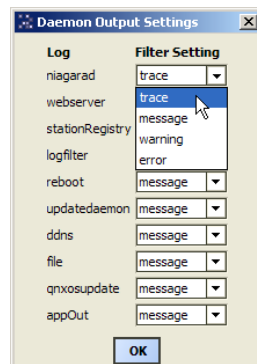 Daemon Output Settings
Log Filter Setting
niagarad trace
webserver trace
stationRegistry message
warning
logfilter error
reboot message
updatedaemon message
ddns message
file message
qnxosupdate message
appOut message
OK